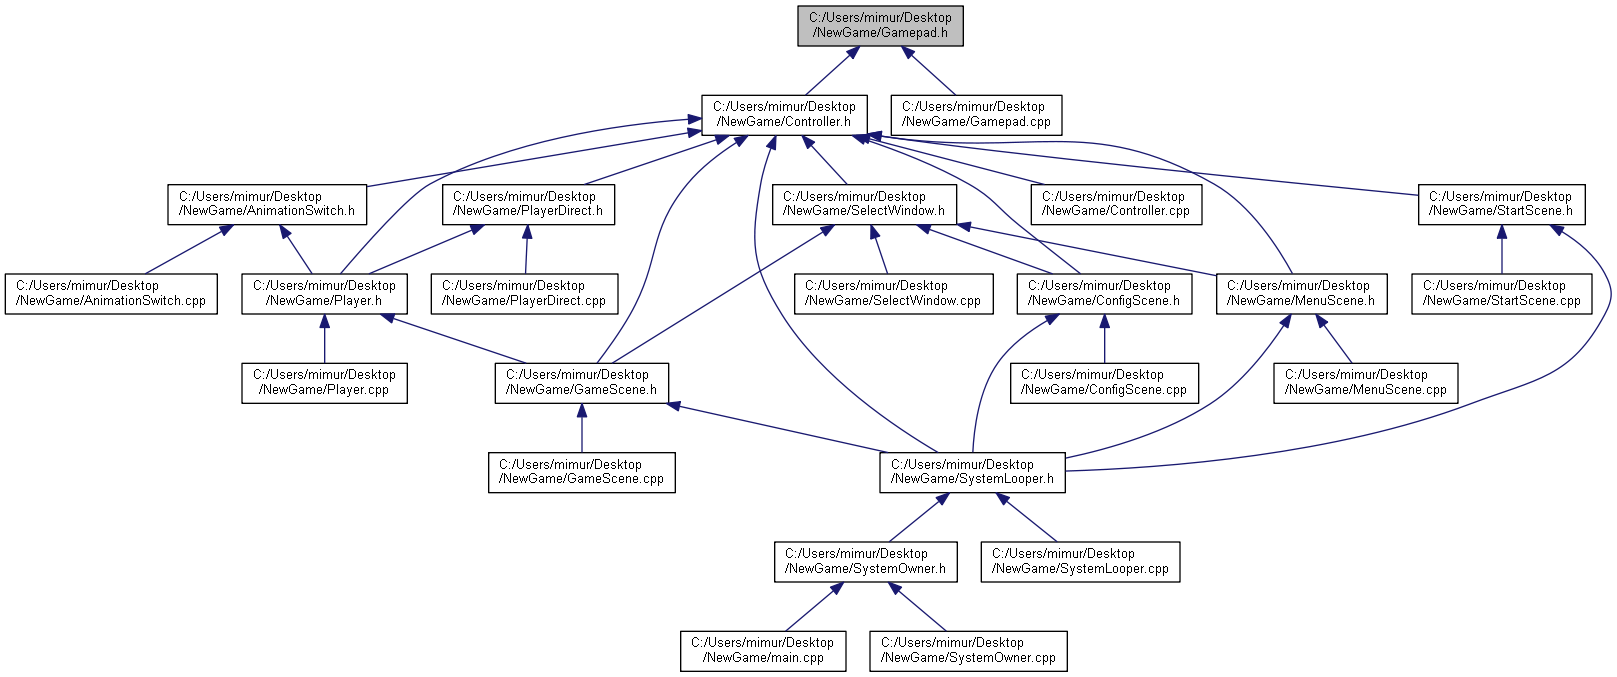 C:/Users/mimur/Desktop
/NewGame/Gamepad.h
C:/Users/mimur/Desktop
/NewGame/Controller.h
C:/Users/mimur/Desktop
/NewGame/Gamepad.cpp
C:/Users/mimur/Desktop
/NewGame/AnimationSwitch.h
C:/Users/mimur/Desktop
/NewGame/PlayerDirect.h
C:/Users/mimur/Desktop
/NewGame/SelectWindow.h
C:/Users/mimur/Desktop
/NewGame/Controller.cpp
C:/Users/mimur/Desktop
/NewGame/StartScene.h
C:/Users/mimur/Desktop
/NewGame/AnimationSwitch.cpp
C:/Users/mimur/Desktop
/NewGame/Player.h
C:/Users/mimur/Desktop
/NewGame/PlayerDirect.cpp
C:/Users/mimur/Desktop
/NewGame/SelectWindow.cpp
C:/Users/mimur/Desktop
/NewGame/ConfigScene.h
C:/Users/mimur/Desktop
/NewGame/MenuScene.h
C:/Users/mimur/Desktop
/NewGame/StartScene.cpp
C:/Users/mimur/Desktop
/NewGame/Player.cpp
C:/Users/mimur/Desktop
/NewGame/GameScene.h
C:/Users/mimur/Desktop
/NewGame/ConfigScene.cpp
C:/Users/mimur/Desktop
/NewGame/MenuScene.cpp
C:/Users/mimur/Desktop
/NewGame/GameScene.cpp
C:/Users/mimur/Desktop
/NewGame/SystemLooper.h
C:/Users/mimur/Desktop
/NewGame/SystemOwner.h
C:/Users/mimur/Desktop
/NewGame/SystemLooper.cpp
C:/Users/mimur/Desktop
/NewGame/main.cpp
C:/Users/mimur/Desktop
/NewGame/SystemOwner.cpp